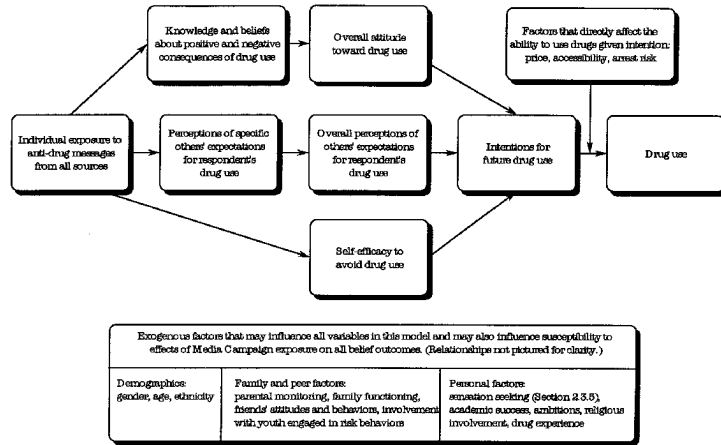 Knowledge and beliefs
about positive and negative
consequences of drug use
Overall attitude
toward drug use
Factors that directly affect the
ability to use drugs given intention:
price, accessibility, arrest risk
Individual exposure to
anti-drug messages
from all sources
Perceptions of specific
others' expectations
for respondent's
drug use
Overall perceptions of
others' expectations
for respondent's
drug use
Intentions for
future drug use
Drug use
Self-efficacy to
avoid drug use
Exogenous factors that may influence all variables in this model and may also influence susceptibility to
effects of Media Campaign exposure on all belief outcomes. (Relationships not pictured for clarity.)
Demographics:
gender, age, ethnicity
Family and peer factors:
parental monitoring, family functioning,
friends' attitudes and behaviors, involvement
with youth engaged in risk behaviors
Personal factors:
sensation seeking (Section 2.3.5),
academic success, ambitions, religious
involvement, drug experience